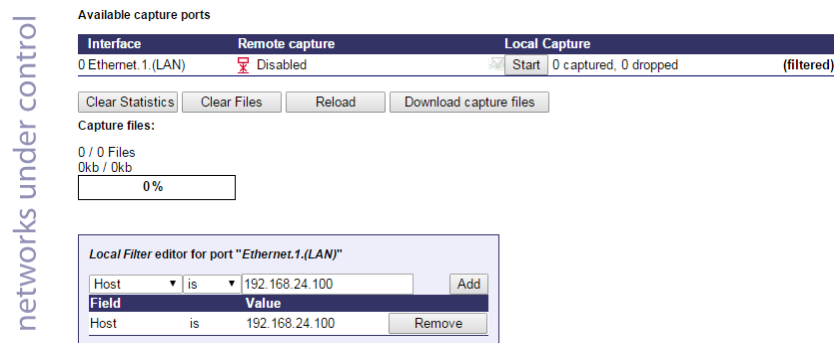 networks under control
Available capture ports
Interface Remote capture Local Capture
0 Ethernet.1.(LAN) Disabled Start 0 captured, 0 dropped (filtered)
Clear Statistics Clear Files Reload Download capture files
Capture files:
0 / 0 Files
0kb / 0kb
0%
Local Filter editor for port "Ethernet.1.(LAN)"
Host is 192.168.24.100 Add
Field Value
Host is 192.168.24.100 Remove